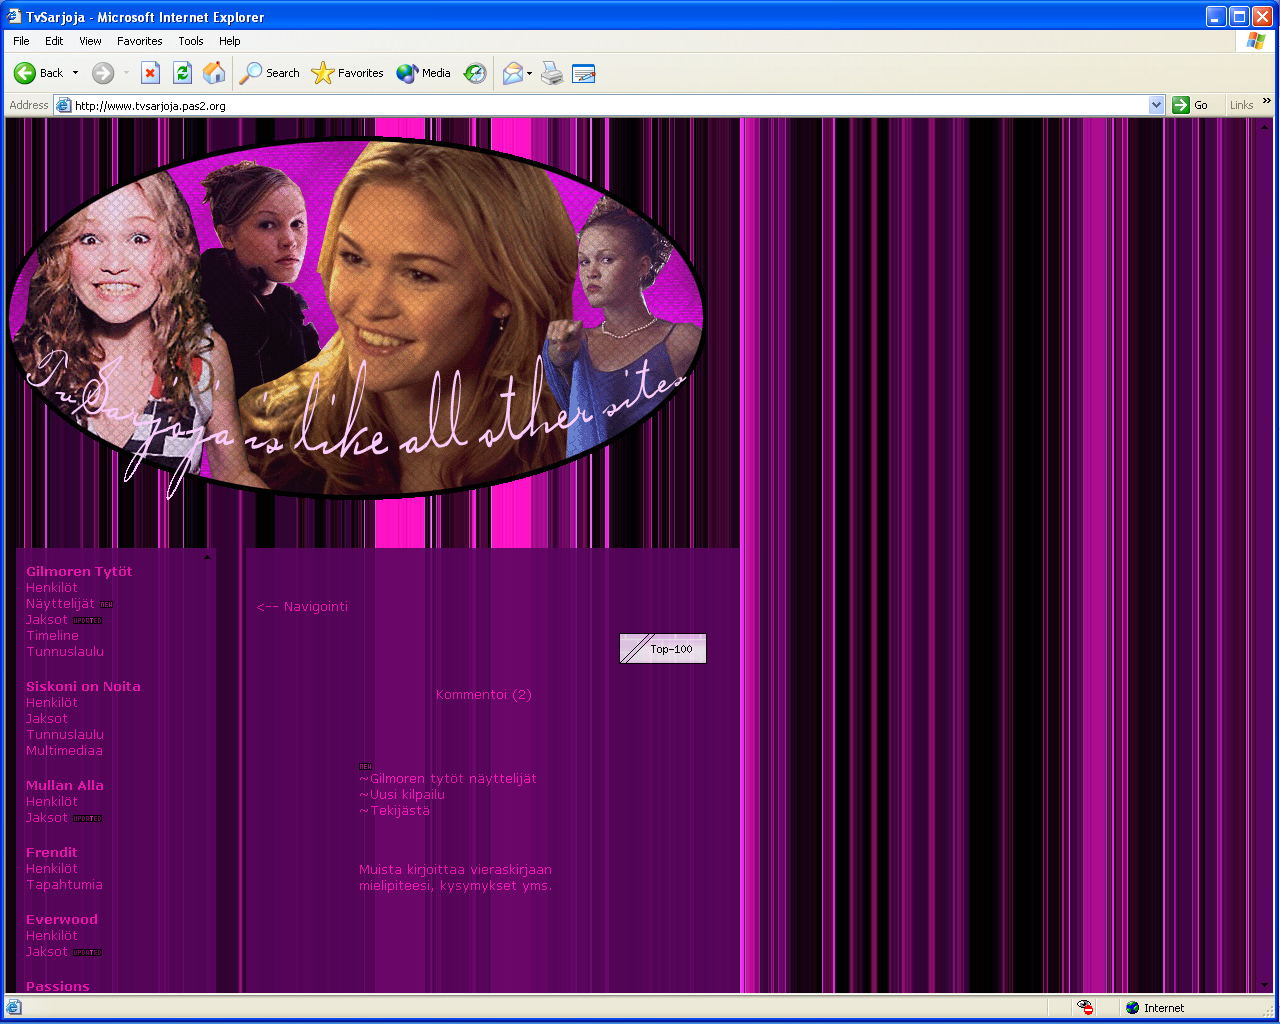 TvSarjoja - Microsoft Internet Explorer
File Edit View Favorites Tools Help
Back Search Favorites Media
Address http://www.tvsarjoja.pas2.org Go Links »
TvSarjoja is like all other sites
Gilmoren Tytöt
Henkilöt
Näyttelijät NEW
Jaksot UPDATED
Timeline
Tunnuslaulu
Siskoni on Noita
Henkilöt
Jaksot
Tunnuslaulu
Multimediaa
Mullan Alla
Henkilöt
Jaksot UPDATED
Frendit
Henkilöt
Tapahtumia
Everwood
Henkilöt
Jaksot UPDATED
Passions
<-- Navigointi
Top-100
Kommentoi (2)
NEW
~Gilmoren tytöt näyttelijät
~Uusi kilpailu
~Tekijästä
Muista kirjoittaa vieraskirjaan
mielipiteesi, kysymykset yms.
Internet